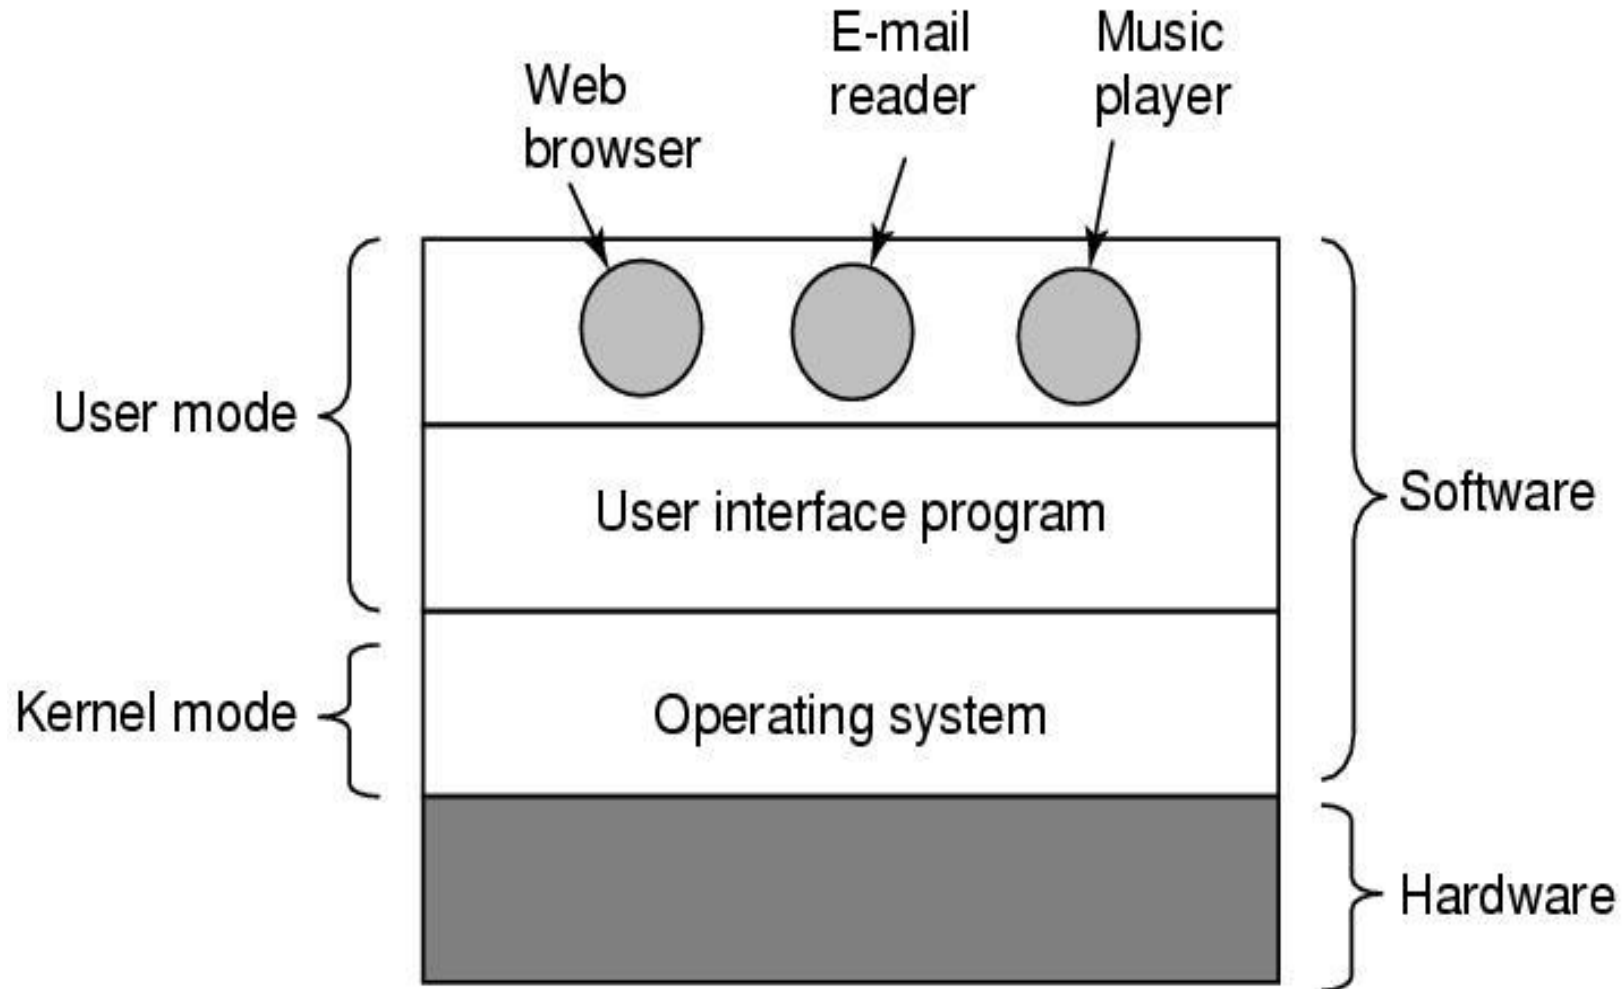 Web
browser
E-mail
reader
Music
player
User mode
User interface program
Software
Kernel mode
Operating system
Hardware